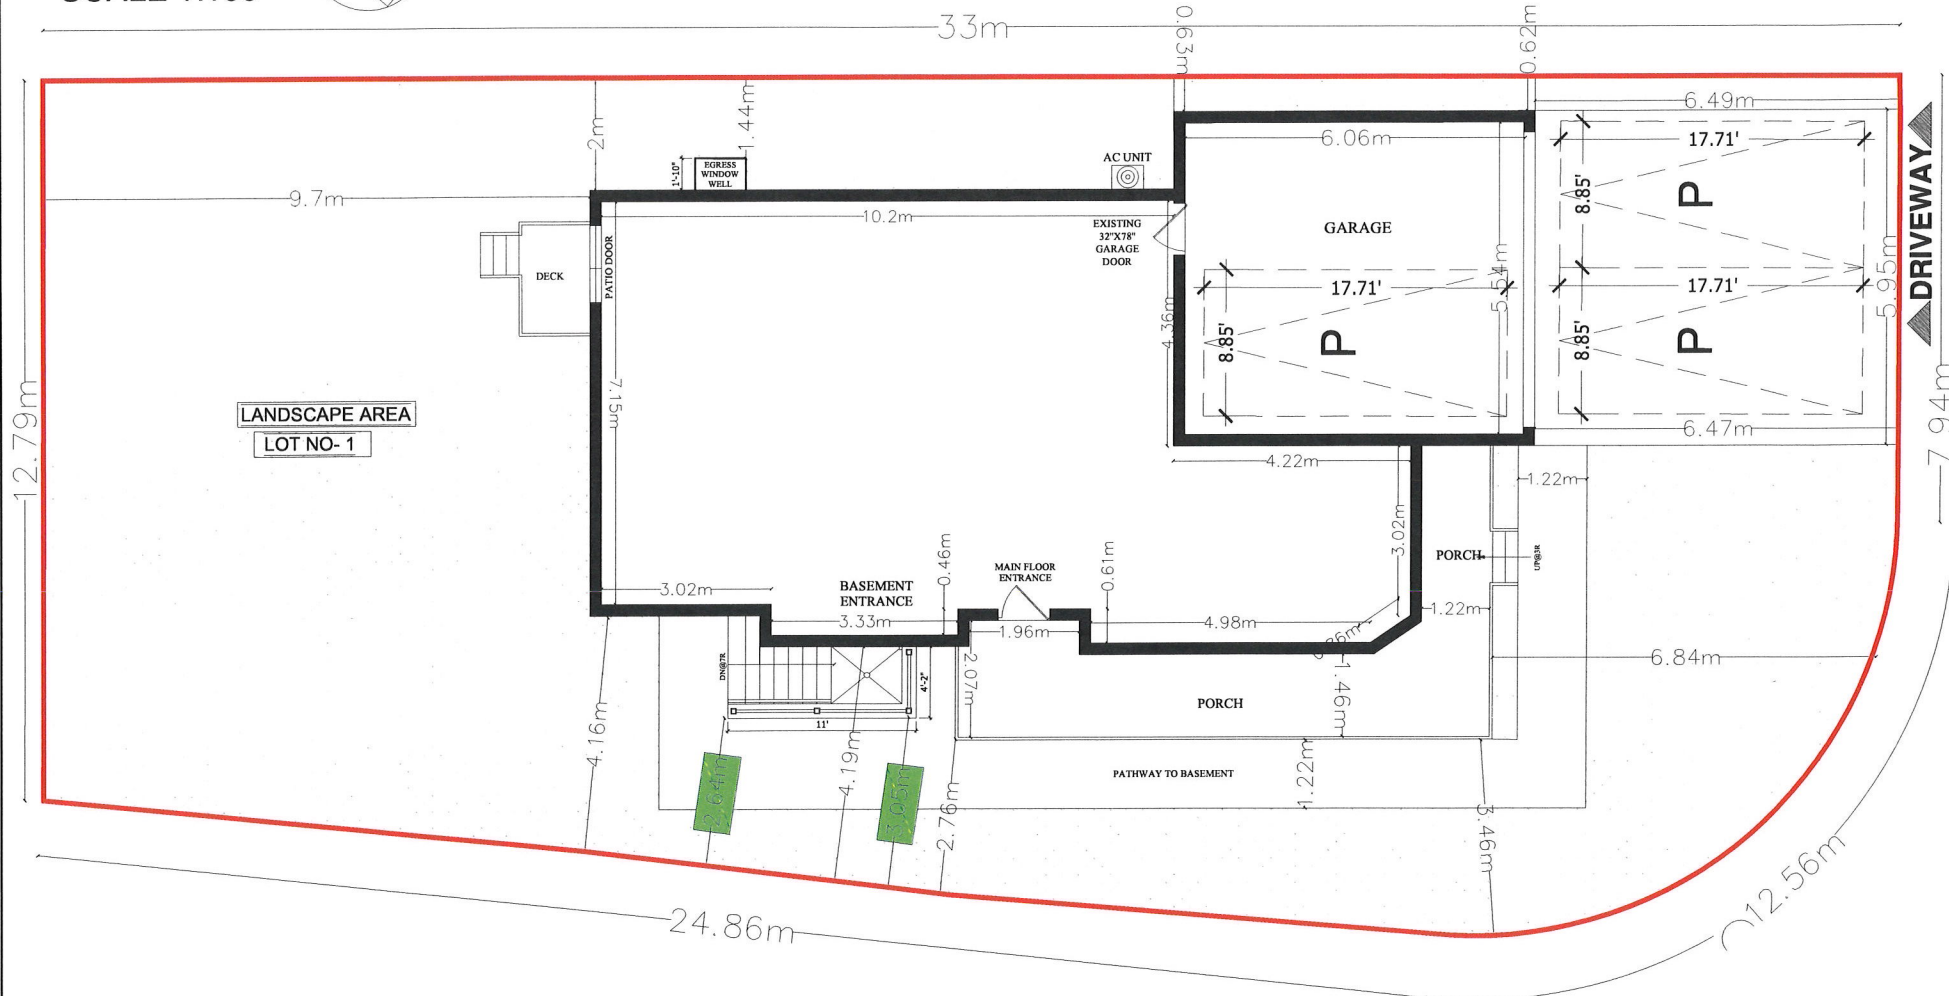 33m
0.63m
0.62m
6.49m
2m
1.44m
6.06m
17.71'
8.85'
P
DRIVEWAY
1'-10"
EGRESS
WINDOW
WELL
AC UNIT
9.7m
10.2m
EXISTING
32"X78"
GARAGE
DOOR
GARAGE
5.54m
5.95m
DECK
PATIO DOOR
17.71'
8.85'
P
17.71'
8.85'
P
4.36m
6.47m
7.94m
12.79m
7.15m
LANDSCAPE AREA
LOT NO- 1
4.22m
1.22m
3.02m
PORCH
UP@3R
0.46m
0.61m
MAIN FLOOR
ENTRANCE
BASEMENT
ENTRANCE
3.02m
3.33m
1.96m
4.98m
1.22m
6.84m
DN@7R
4'-2"
11'
2.07m
1.46m
PORCH
4.16m
2.64m
4.19m
3.05m
2.79m
PATHWAY TO BASEMENT
1.22m
3.46m
24.86m
12.56m